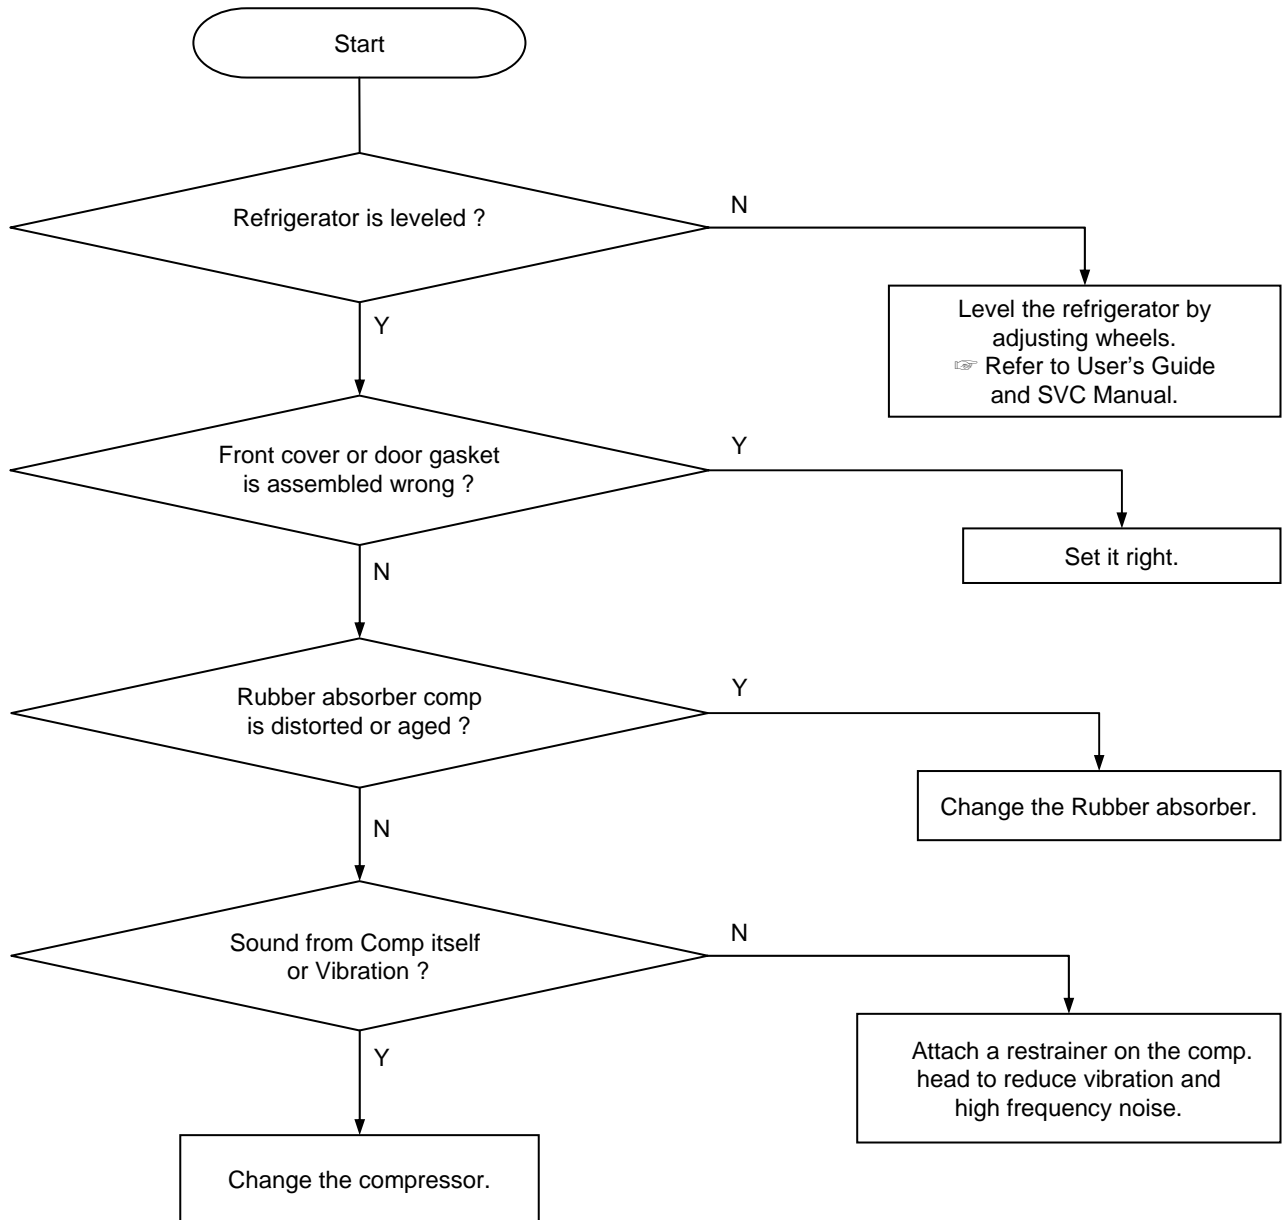 Start
Refrigerator is leveled ?
N
Level the refrigerator by
adjusting wheels.
☞ Refer to User's Guide
and SVC Manual.
Y
Front cover or door gasket
is assembled wrong ?
Y
Set it right.
N
Rubber absorber comp
is distorted or aged ?
Y
Change the Rubber absorber.
N
Sound from Comp itself
or Vibration ?
N
Attach a restrainer on the comp.
head to reduce vibration and
high frequency noise.
Y
Change the compressor.